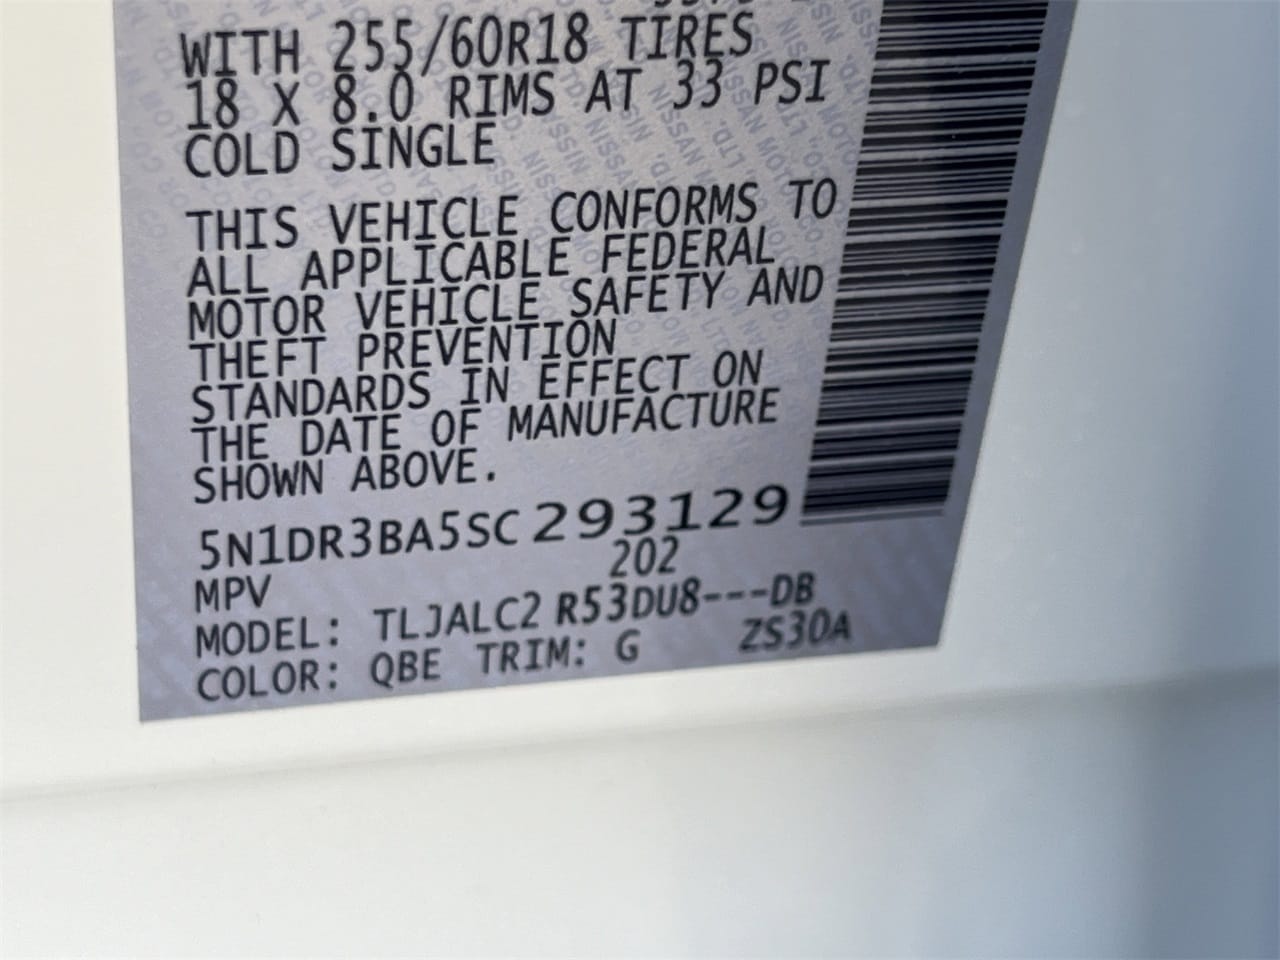 WITH 255/60R18 TIRES
18 X 8.0 RIMS AT 33 PSI
COLD SINGLE
THIS VEHICLE CONFORMS TO
ALL APPLICABLE FEDERAL
MOTOR VEHICLE SAFETY AND
THEFT PREVENTION
STANDARDS IN EFFECT ON
THE DATE OF MANUFACTURE
SHOWN ABOVE.
5N1DR3BA5SC293129
MPV 202
MODEL: TLJALC2 R53DU8---DB
COLOR: QBE TRIM: G ZS30A